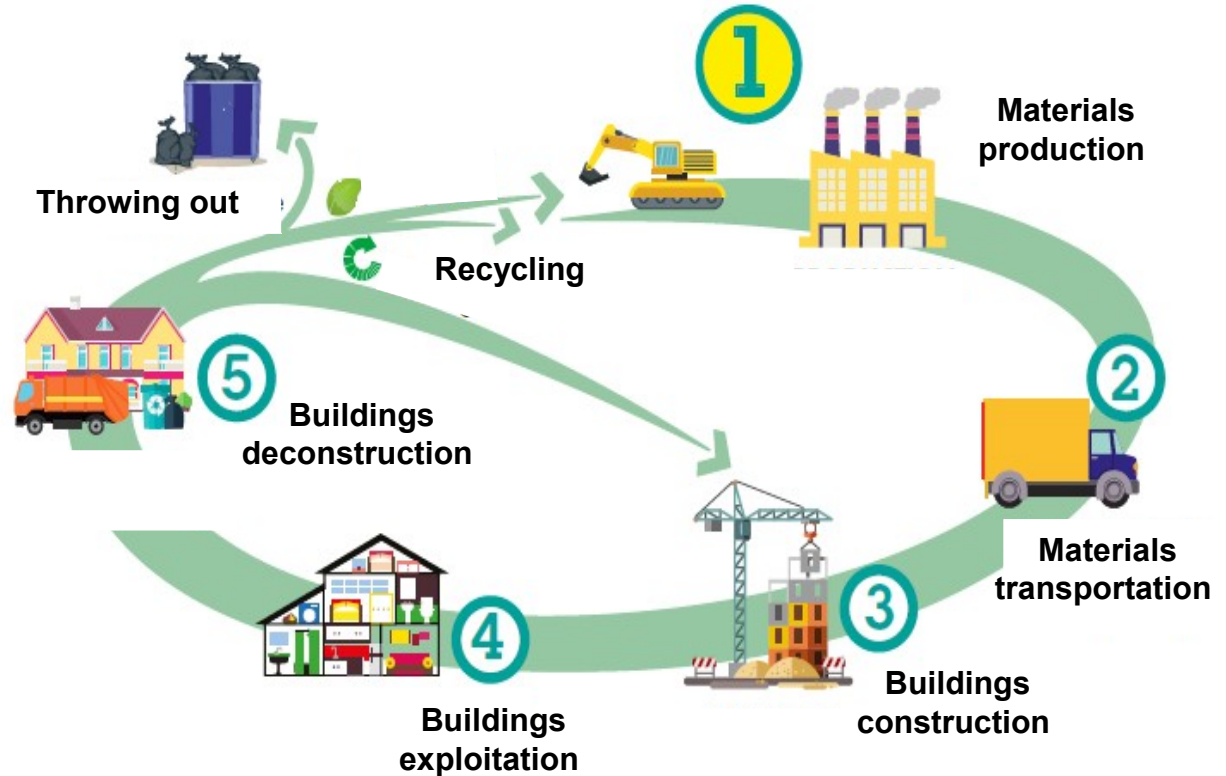 1
Materials
production
Throwing out
Recycling
2
5
Buildings
deconstruction
Materials
transportation
3
4
Buildings
construction
Buildings
exploitation